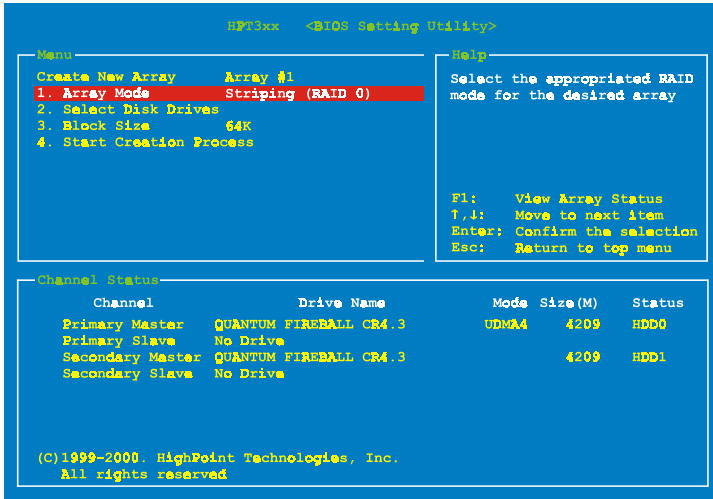 HPT3xx <BIOS Setting Utility>
Menu
Create New Array Array #1
1. Array Mode Striping (RAID 0)
2. Select Disk Drives
3. Block Size 64K
4. Start Creation Process
Help
Select the appropriated RAID
mode for the desired array
F1: View Array Status
↑,↓: Move to next item
Enter: Confirm the selection
Esc: Return to top menu
Channel Status
Channel Drive Name Mode Size(M) Status
Primary Master QUANTUM FIREBALL CR4.3 UDMA4 4209 HDD0
Primary Slave No Drive
Secondary Master QUANTUM FIREBALL CR4.3 4209 HDD1
Secondary Slave No Drive
(C)1999-2000. HighPoint Technologies, Inc.
All rights reserved